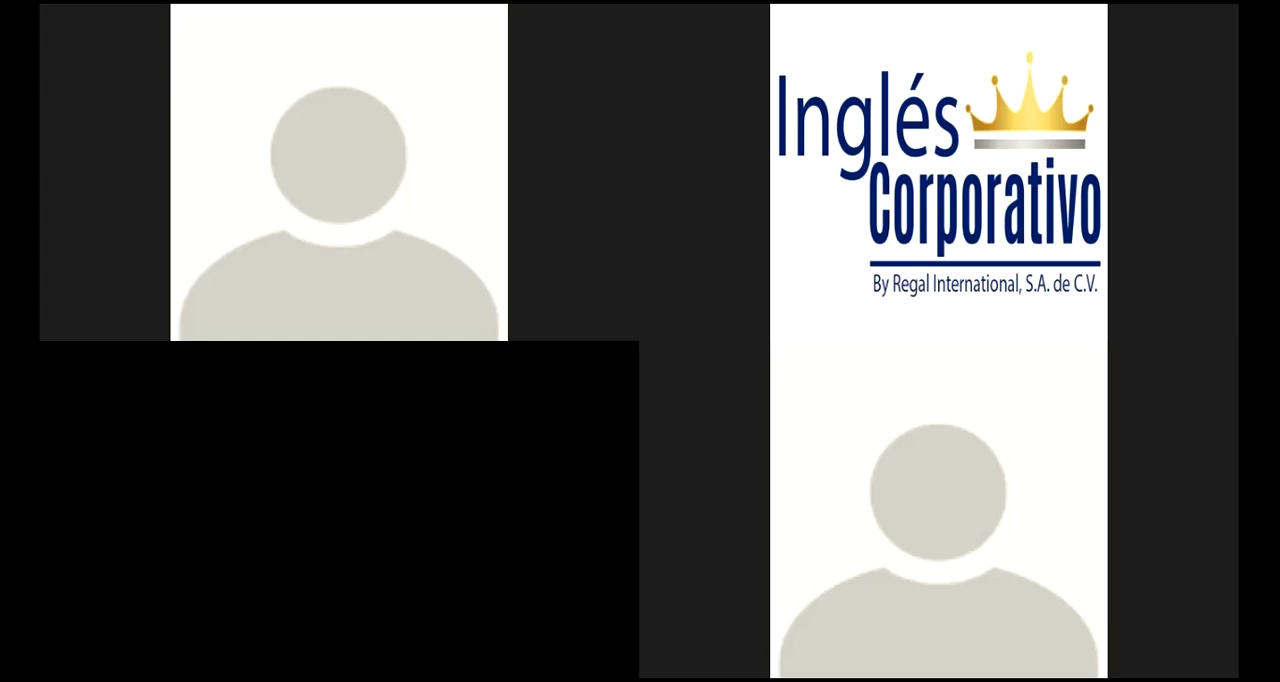 Inglés
Corporativo
By Regal International, S.A. de C.V.